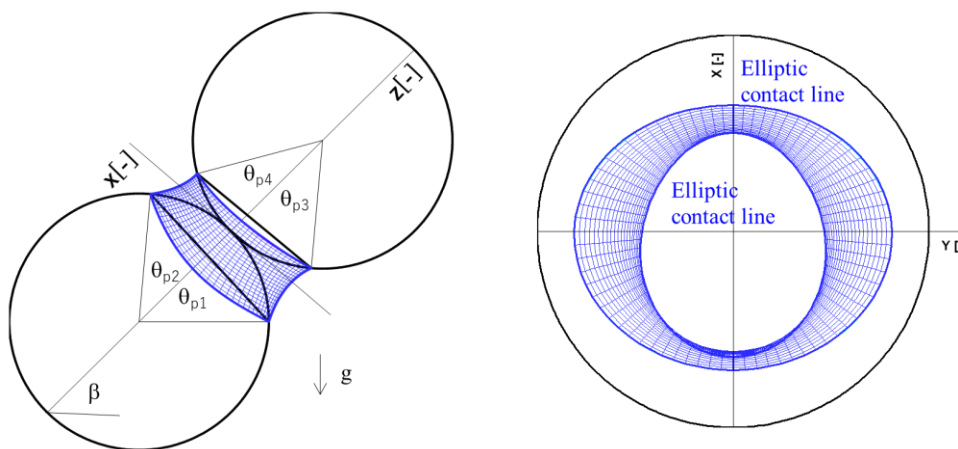 x[-]
z[-]
θp4
θp3
θp2
θp1
β
g
X [-]
Elliptic
contact line
Elliptic
contact line
Y [